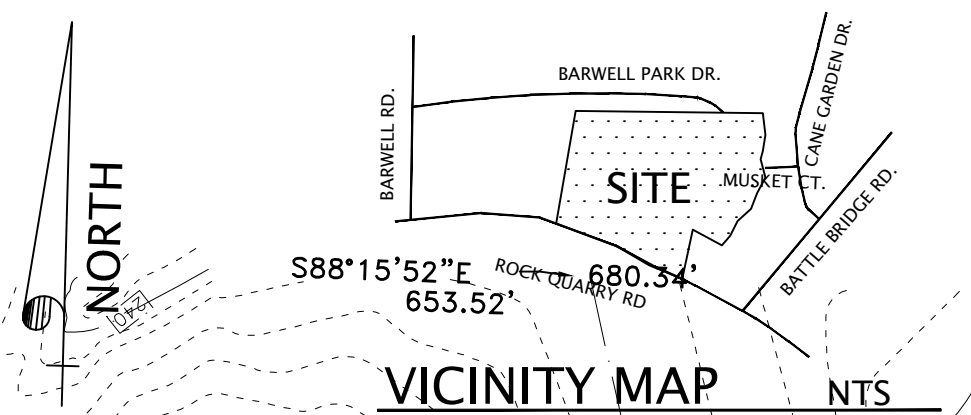 BARWELL PARK DR.
CANE GARDEN DR.
BARWELL RD.
NORTH
SITE
MUSKET CT.
BATTLE BRIDGE RD.
S88°15'52"E
680.34'
ROCK QUARRY RD
653.52'
240
VICINITY MAP
NTS